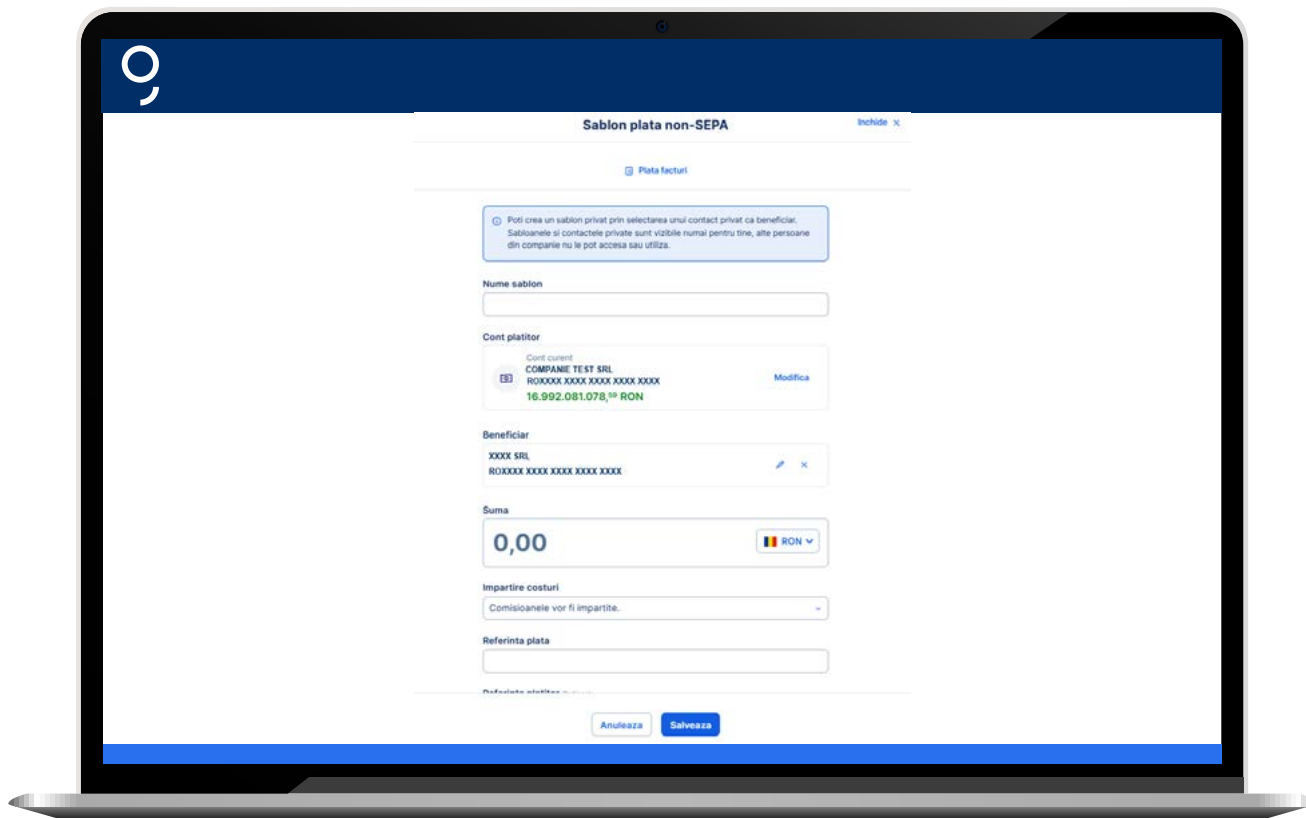 Sablon plata non-SEPA
Inchide ×
Plata facturi
Poti crea un sablon privat prin selectarea unui contact privat ca beneficiar.
Sabloanele si contactele private sunt vizibile numai pentru tine, alte persoane
din companie nu le pot accesa sau utiliza.
Nume sablon
Cont platitor
Cont curent
COMPANIE TEST SRL
ROXXXX XXXX XXXX XXXX XXXX
16.992.081.078,⁵⁹ RON
Modifica
Beneficiar
XXXX SRL
ROXXXX XXXX XXXX XXXX XXXX
Suma
0,00
RON
Impartire costuri
Comisioanele vor fi impartite.
Referinta plata
Referinta platitor
Anuleaza
Salveaza